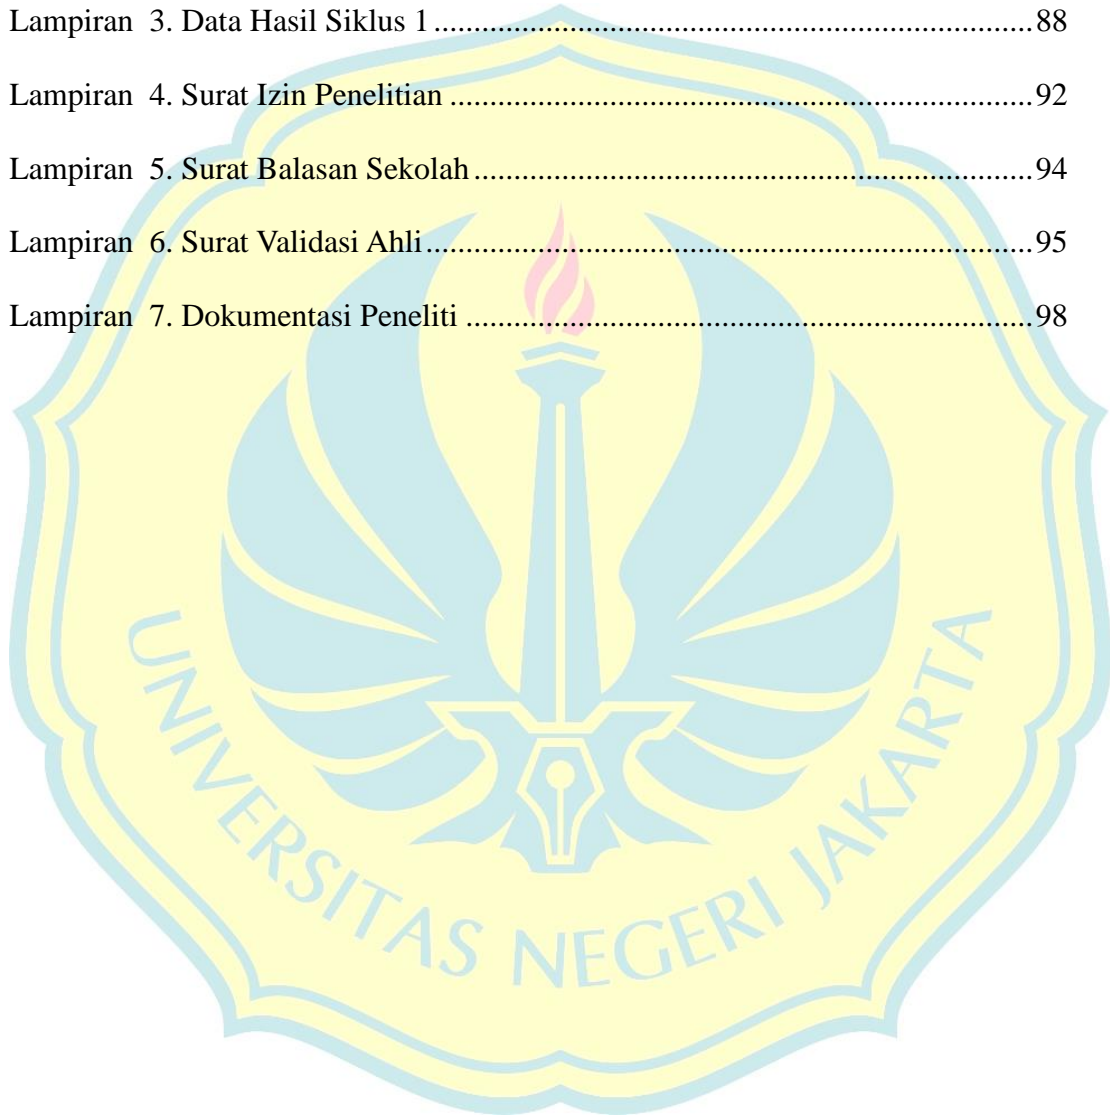 Lampiran  3. Data Hasil Siklus 1 ........................................................................... 88
Lampiran  4. Surat Izin Penelitian ......................................................................... 92
Lampiran  5. Surat Balasan Sekolah ...................................................................... 94
Lampiran  6. Surat Validasi Ahli ............................................................................ 95
Lampiran  7. Dokumentasi Peneliti ....................................................................... 98
UNIVERSITAS NEGERI JAKARTA